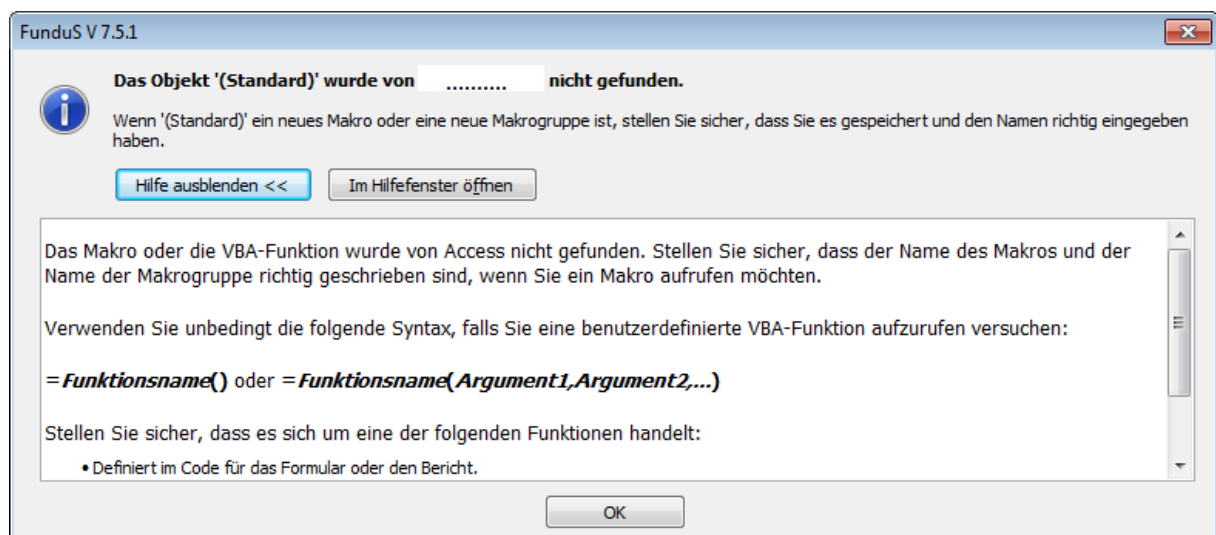 FunduS V 7.5.1
Das Objekt '(Standard)' wurde von .......... nicht gefunden.
Wenn '(Standard)' ein neues Makro oder eine neue Makrogruppe ist, stellen Sie sicher, dass Sie es gespeichert und den Namen richtig eingegeben
haben.
Hilfe ausblenden << Im Hilfefenster öffnen
Das Makro oder die VBA-Funktion wurde von Access nicht gefunden. Stellen Sie sicher, dass der Name des Makros und der
Name der Makrogruppe richtig geschrieben sind, wenn Sie ein Makro aufrufen möchten.
Verwenden Sie unbedingt die folgende Syntax, falls Sie eine benutzerdefinierte VBA-Funktion aufzurufen versuchen:
=Funktionsname() oder =Funktionsname(Argument1,Argument2,...)
Stellen Sie sicher, dass es sich um eine der folgenden Funktionen handelt:
• Definiert im Code für das Formular oder den Bericht.
OK